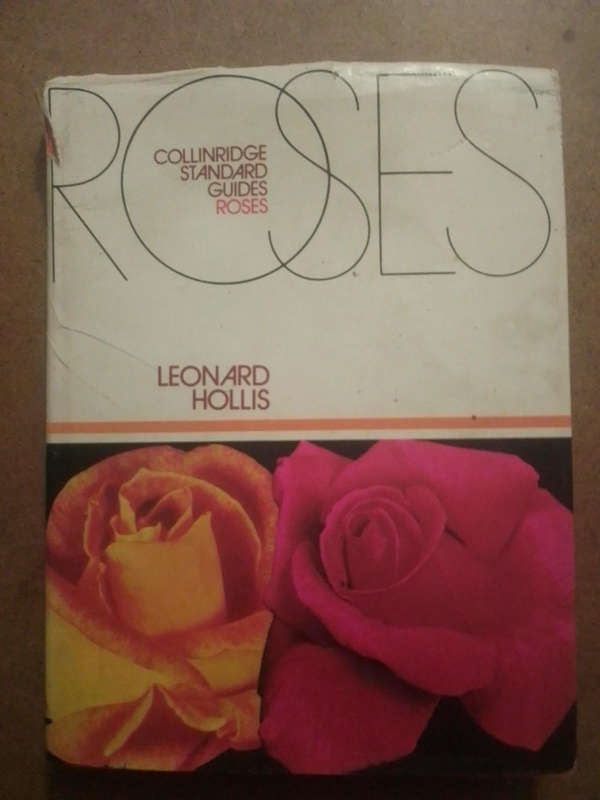 ROSES
COLLINRIDGE
STANDARD
GUIDES
ROSES
LEONARD
HOLLIS